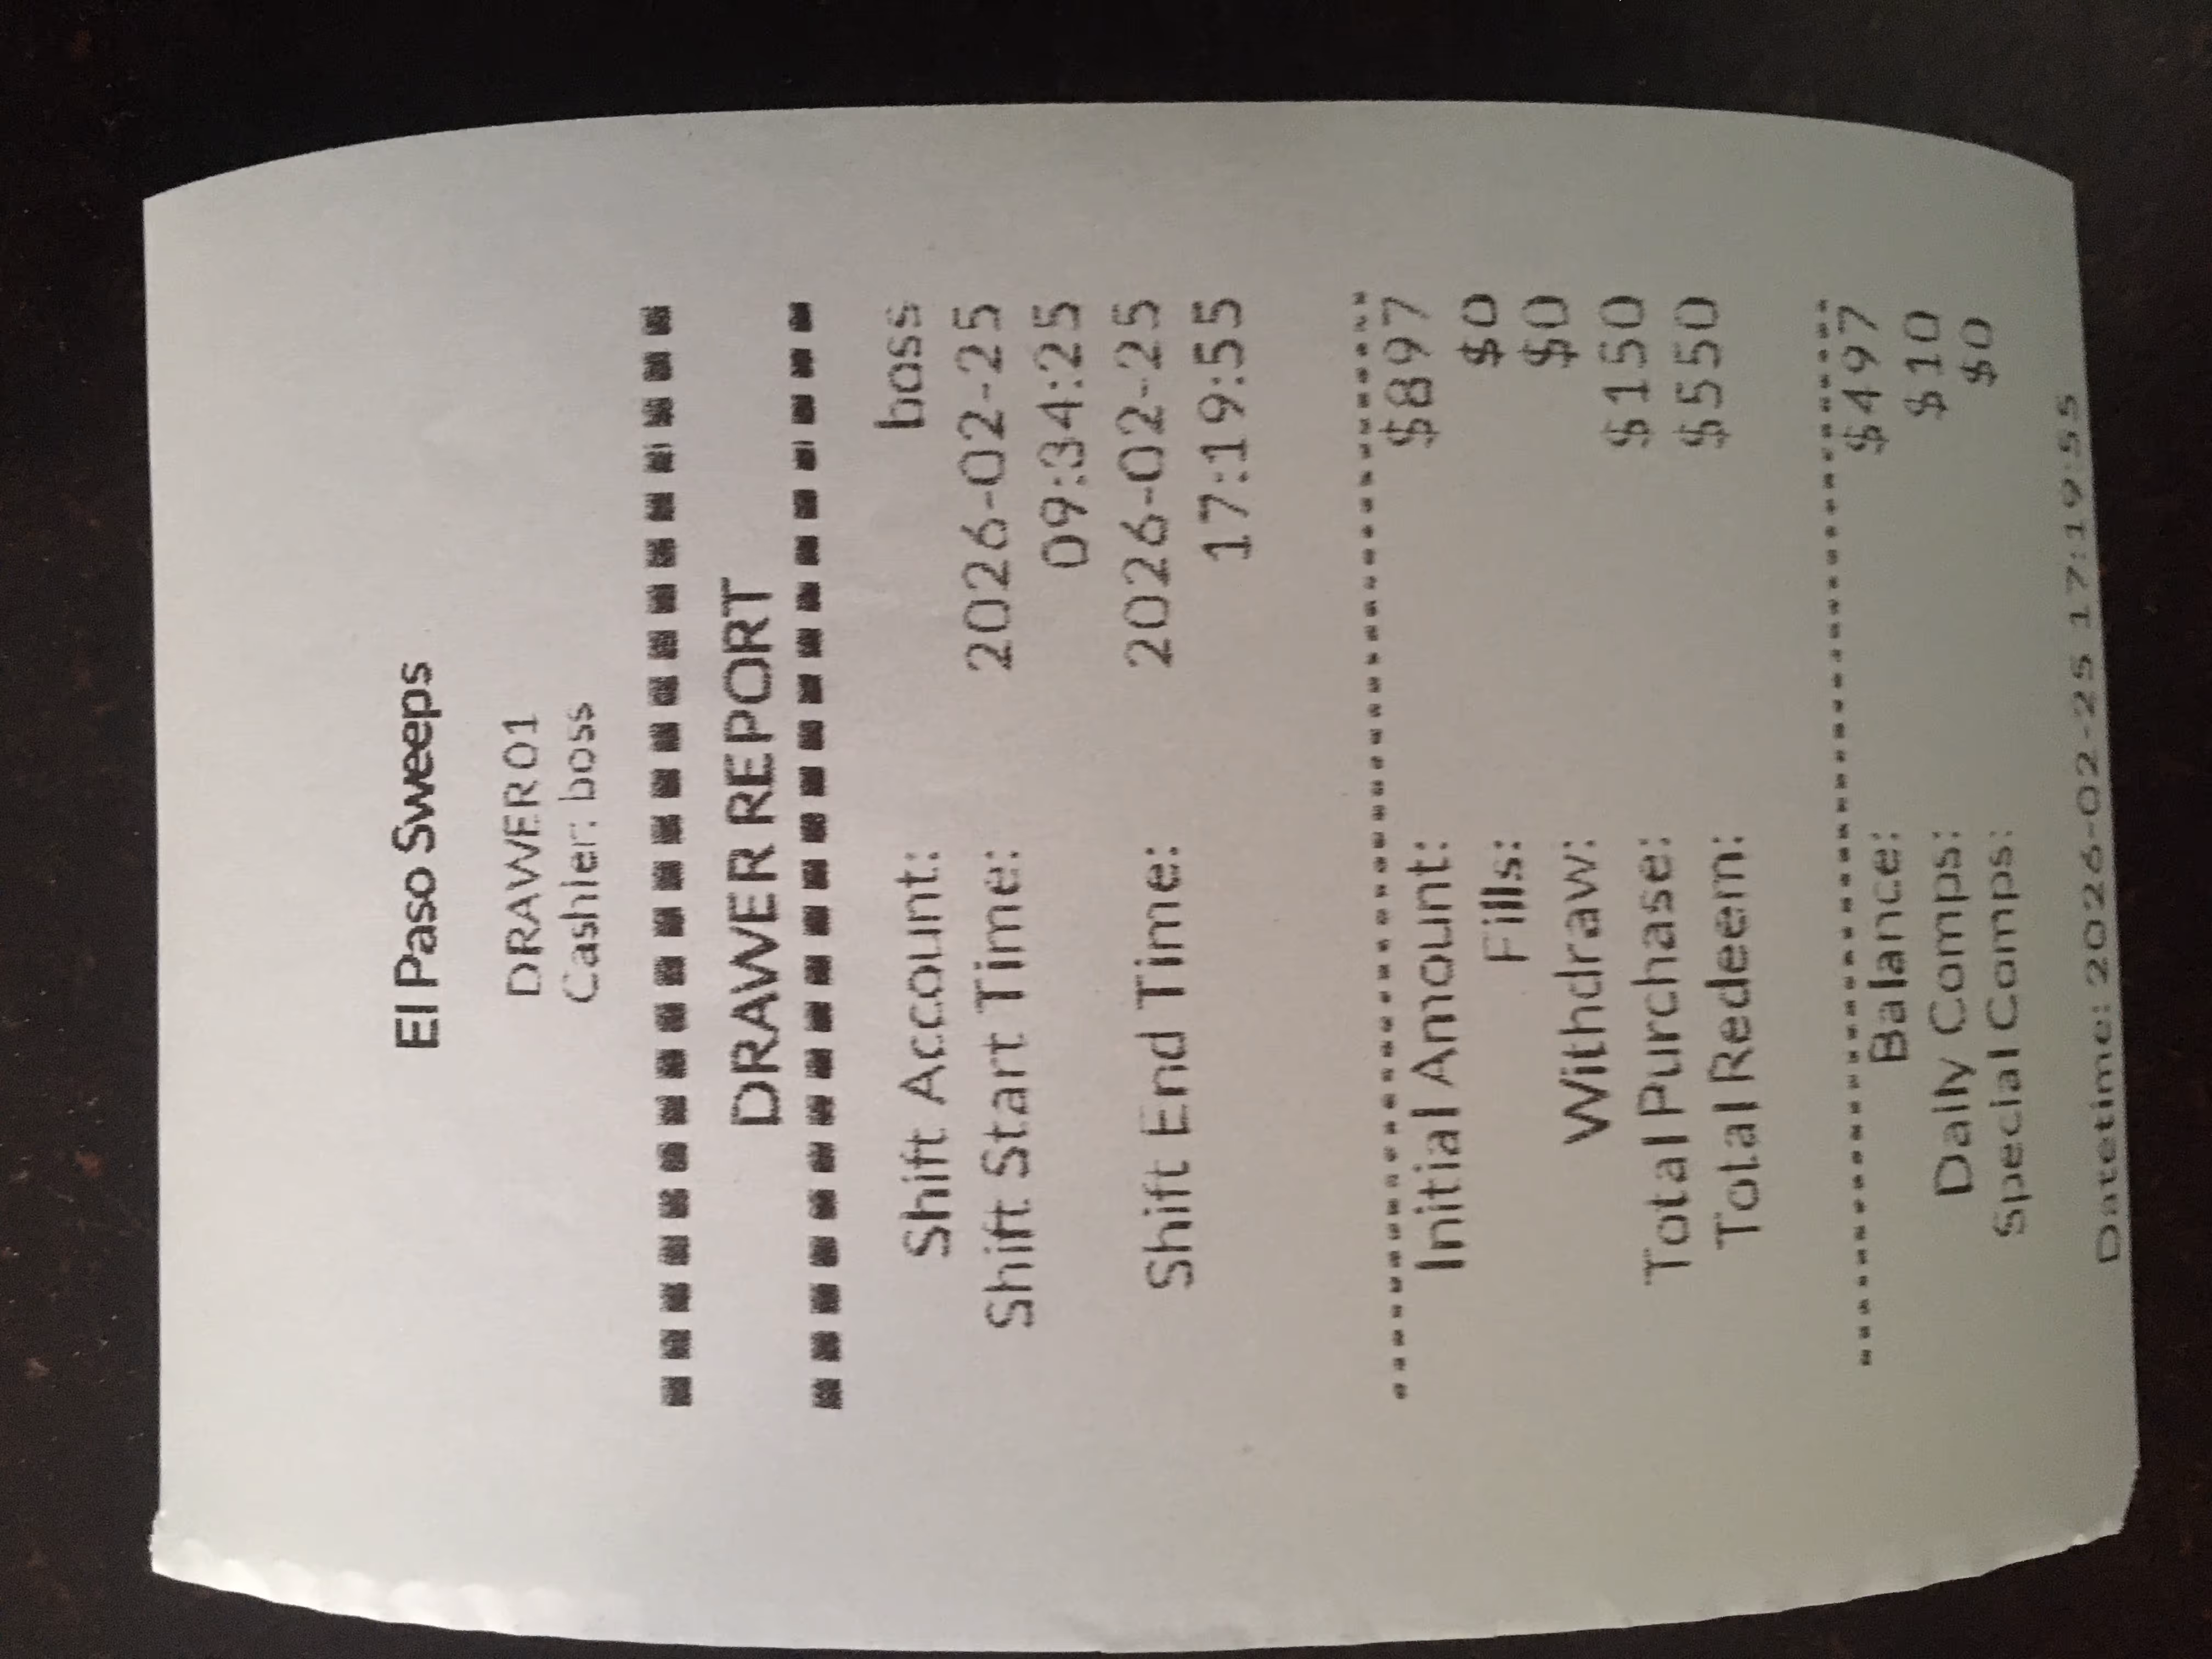 El Paso Sweeps
DRAWER01
Cashier: boss
DRAWER REPORT
Shift Account: boss
Shift Start Time: 2026-02-25
09:34:25
Shift End Time: 2026-02-25
17:19:55
Initial Amount: $897
Fills: $0
Withdraw: $0
Total Purchase: $150
Total Redeem: $550
Balance: $497
Daily Comps: $10
Special Comps: $0
Datetime: 2026-02-25 17:19:55